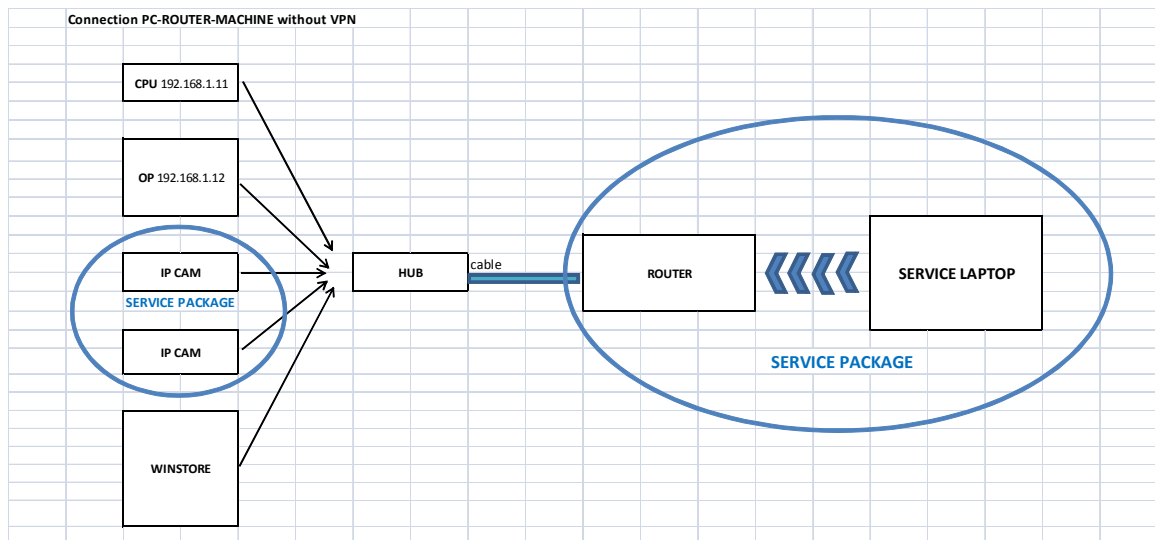 Connection PC-ROUTER-MACHINE without VPN
CPU 192.168.1.11
OP 192.168.1.12
IP CAM
SERVICE PACKAGE
IP CAM
WINSTORE
HUB
cable
ROUTER
SERVICE LAPTOP
SERVICE PACKAGE